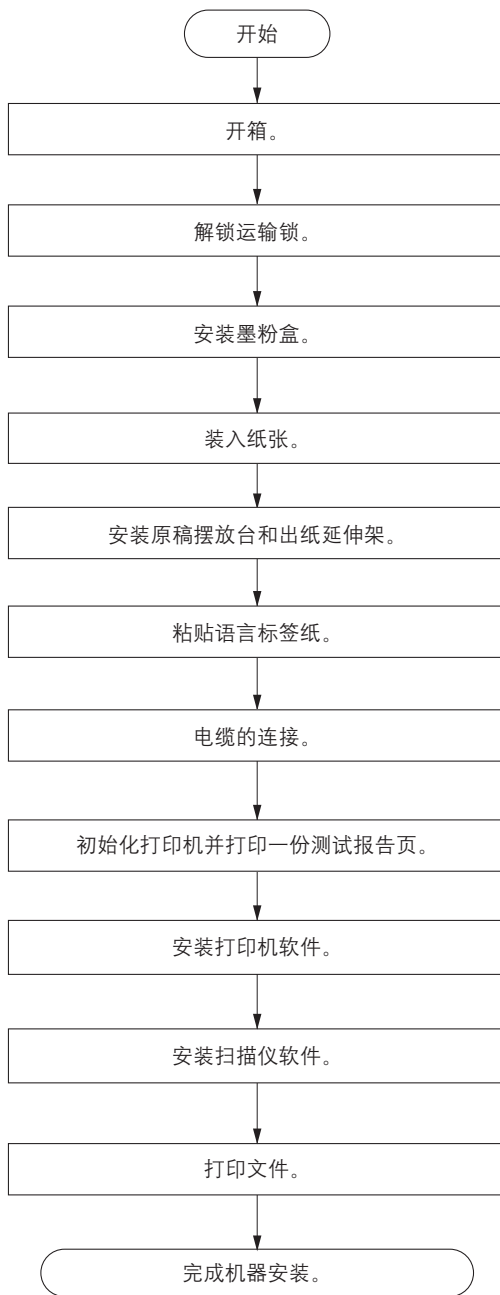 开始
开箱。
解锁运输锁。
安装墨粉盒。
装入纸张。
安装原稿摆放台和出纸延伸架。
粘贴语言标签纸。
电缆的连接。
初始化打印机并打印一份测试报告页。
安装打印机软件。
安装扫描仪软件。
打印文件。
完成机器安装。